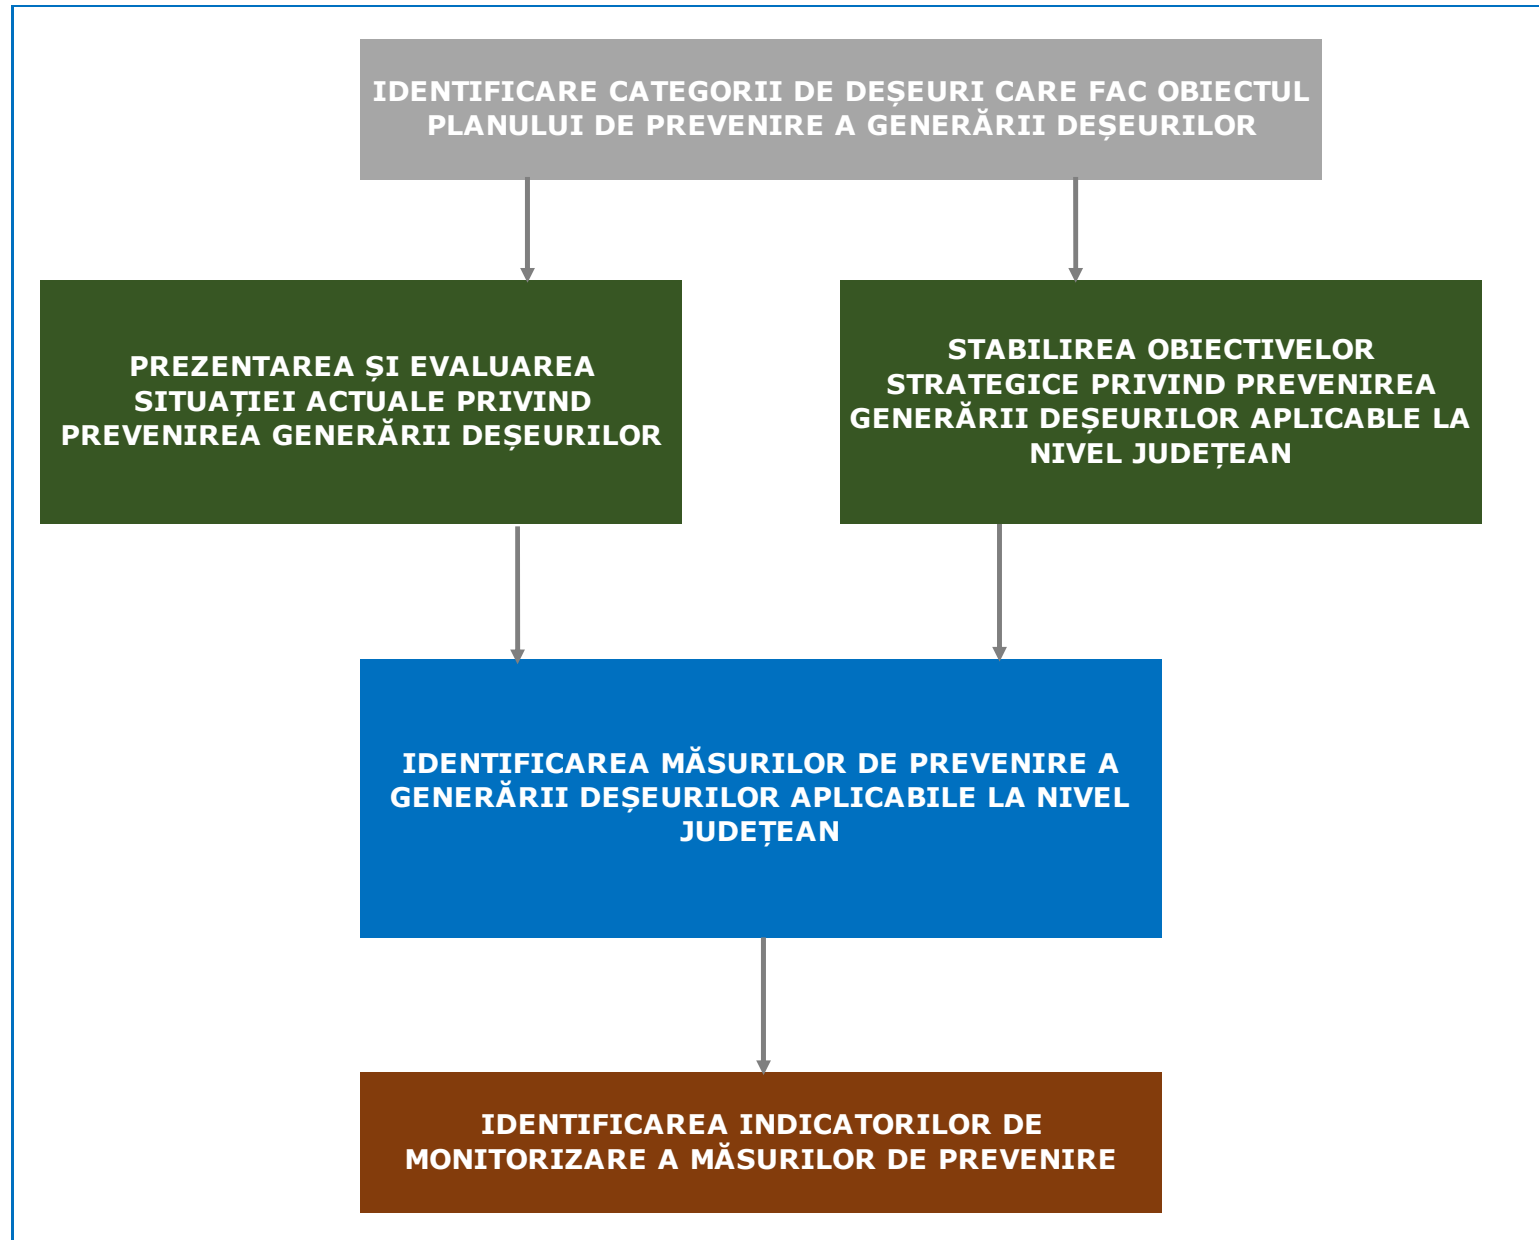 IDENTIFICARE CATEGORII DE DEȘEURI CARE FAC OBIECTUL
PLANULUI DE PREVENIRE A GENERĂRII DEȘEURILOR
PREZENTAREA ȘI EVALUAREA
SITUAȚIEI ACTUALE PRIVIND
PREVENIREA GENERĂRII DEȘEURILOR
STABILIREA OBIECTIVELOR
STRATEGICE PRIVIND PREVENIREA
GENERĂRII DEȘEURILOR APLICABLE LA
NIVEL JUDEȚEAN
IDENTIFICAREA MĂSURILOR DE PREVENIRE A
GENERĂRII DEȘEURILOR APLICABILE LA NIVEL
JUDEȚEAN
IDENTIFICAREA INDICATORILOR DE
MONITORIZARE A MĂSURILOR DE PREVENIRE